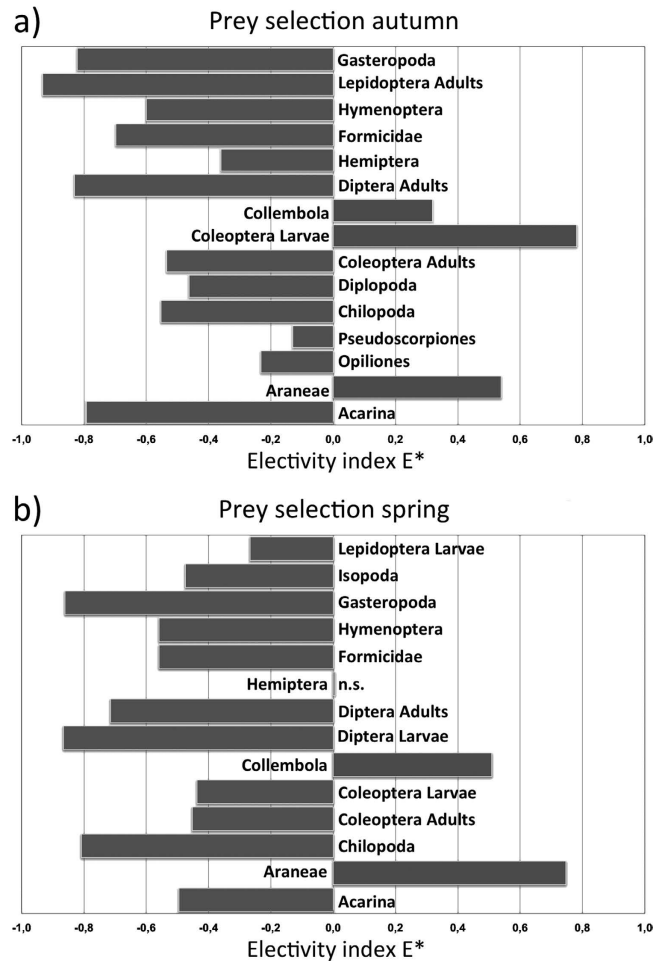 a)
Prey selection autumn
Gasteropoda
Lepidoptera Adults
Hymenoptera
Formicidae
Hemiptera
Diptera Adults
Collembola
Coleoptera Larvae
Coleoptera Adults
Diplopoda
Chilopoda
Pseudoscorpiones
Opiliones
Araneae
Acarina
-1,0 -0,8 -0,6 -0,4 -0,2 0,0 0,2 0,4 0,6 0,8 1,0
Electivity index E*
b)
Prey selection spring
Lepidoptera Larvae
Isopoda
Gasteropoda
Hymenoptera
Formicidae
Hemiptera n.s.
Diptera Adults
Diptera Larvae
Collembola
Coleoptera Larvae
Coleoptera Adults
Chilopoda
Araneae
Acarina
-1,0 -0,8 -0,6 -0,4 -0,2 0,0 0,2 0,4 0,6 0,8 1,0
Electivity index E*